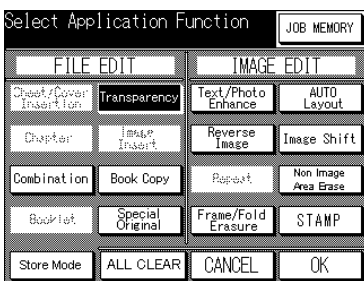 Select Application Function
JOB MEMORY
FILE EDIT
IMAGE EDIT
Sheet/Cover
Insertion
Transparency
Text/Photo
Enhance
AUTO
Layout
Chapter
Image
Insert
Reverse
Image
Image Shift
Combination
Book Copy
Repeat
Non Image
Area Erase
Booklet
Special
Original
Frame/Fold
Erasure
STAMP
Store Mode
ALL CLEAR
CANCEL
OK